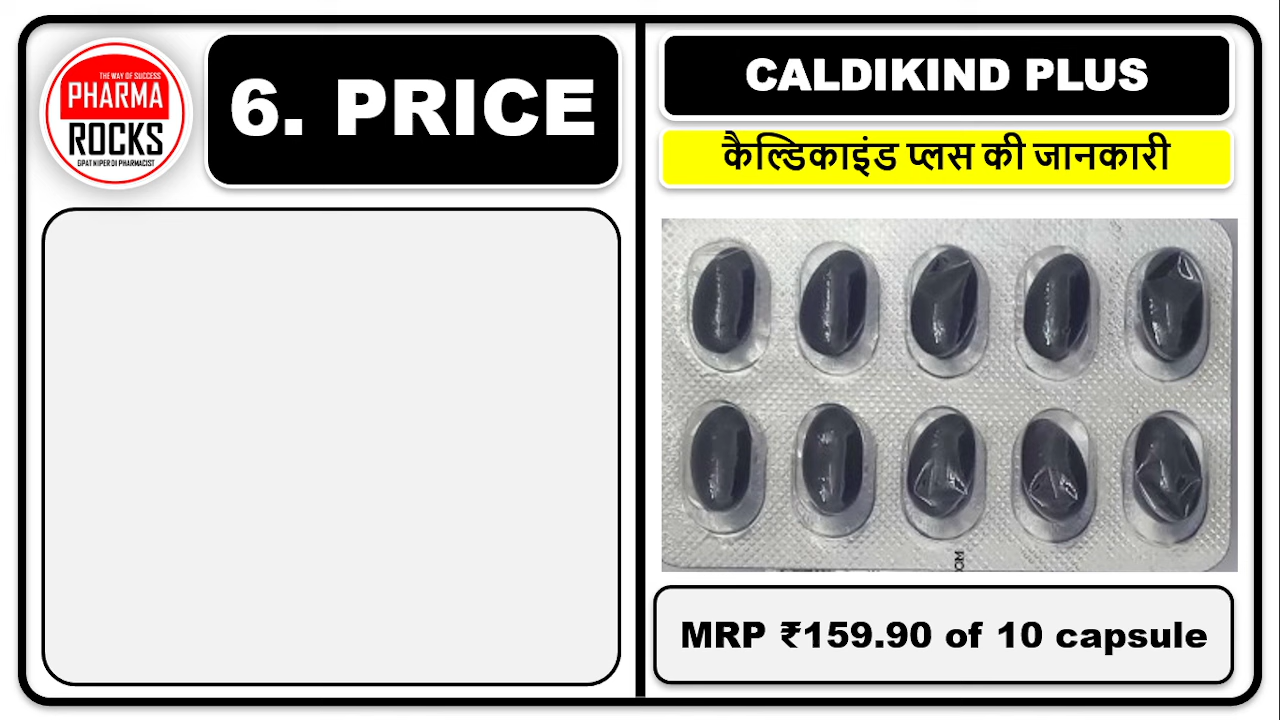 THE WAY OF SUCCESS
PHARMA
ROCKS
GPAT NIPER DI PHARMACIST
6. PRICE
CALDIKIND PLUS
कैल्डिकाइंड प्लस की जानकारी
MRP ₹159.90 of 10 capsule